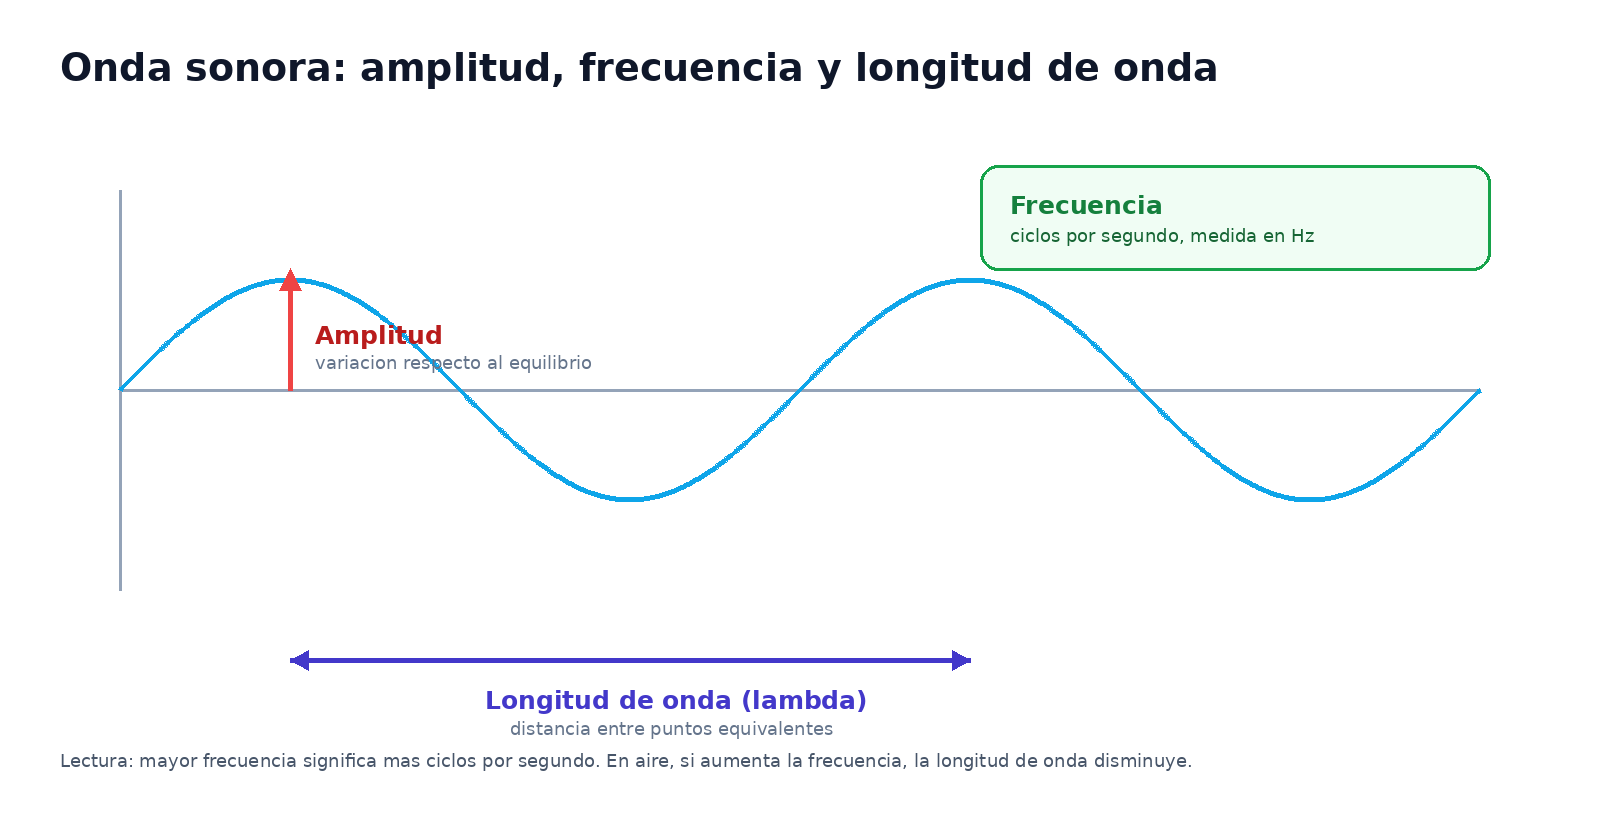 Onda sonora: amplitud, frecuencia y longitud de onda
Frecuencia
ciclos por segundo, medida en Hz
Amplitud
variacion respecto al equilibrio
Longitud de onda (lambda)
distancia entre puntos equivalentes
Lectura: mayor frecuencia significa mas ciclos por segundo. En aire, si aumenta la frecuencia, la longitud de onda disminuye.